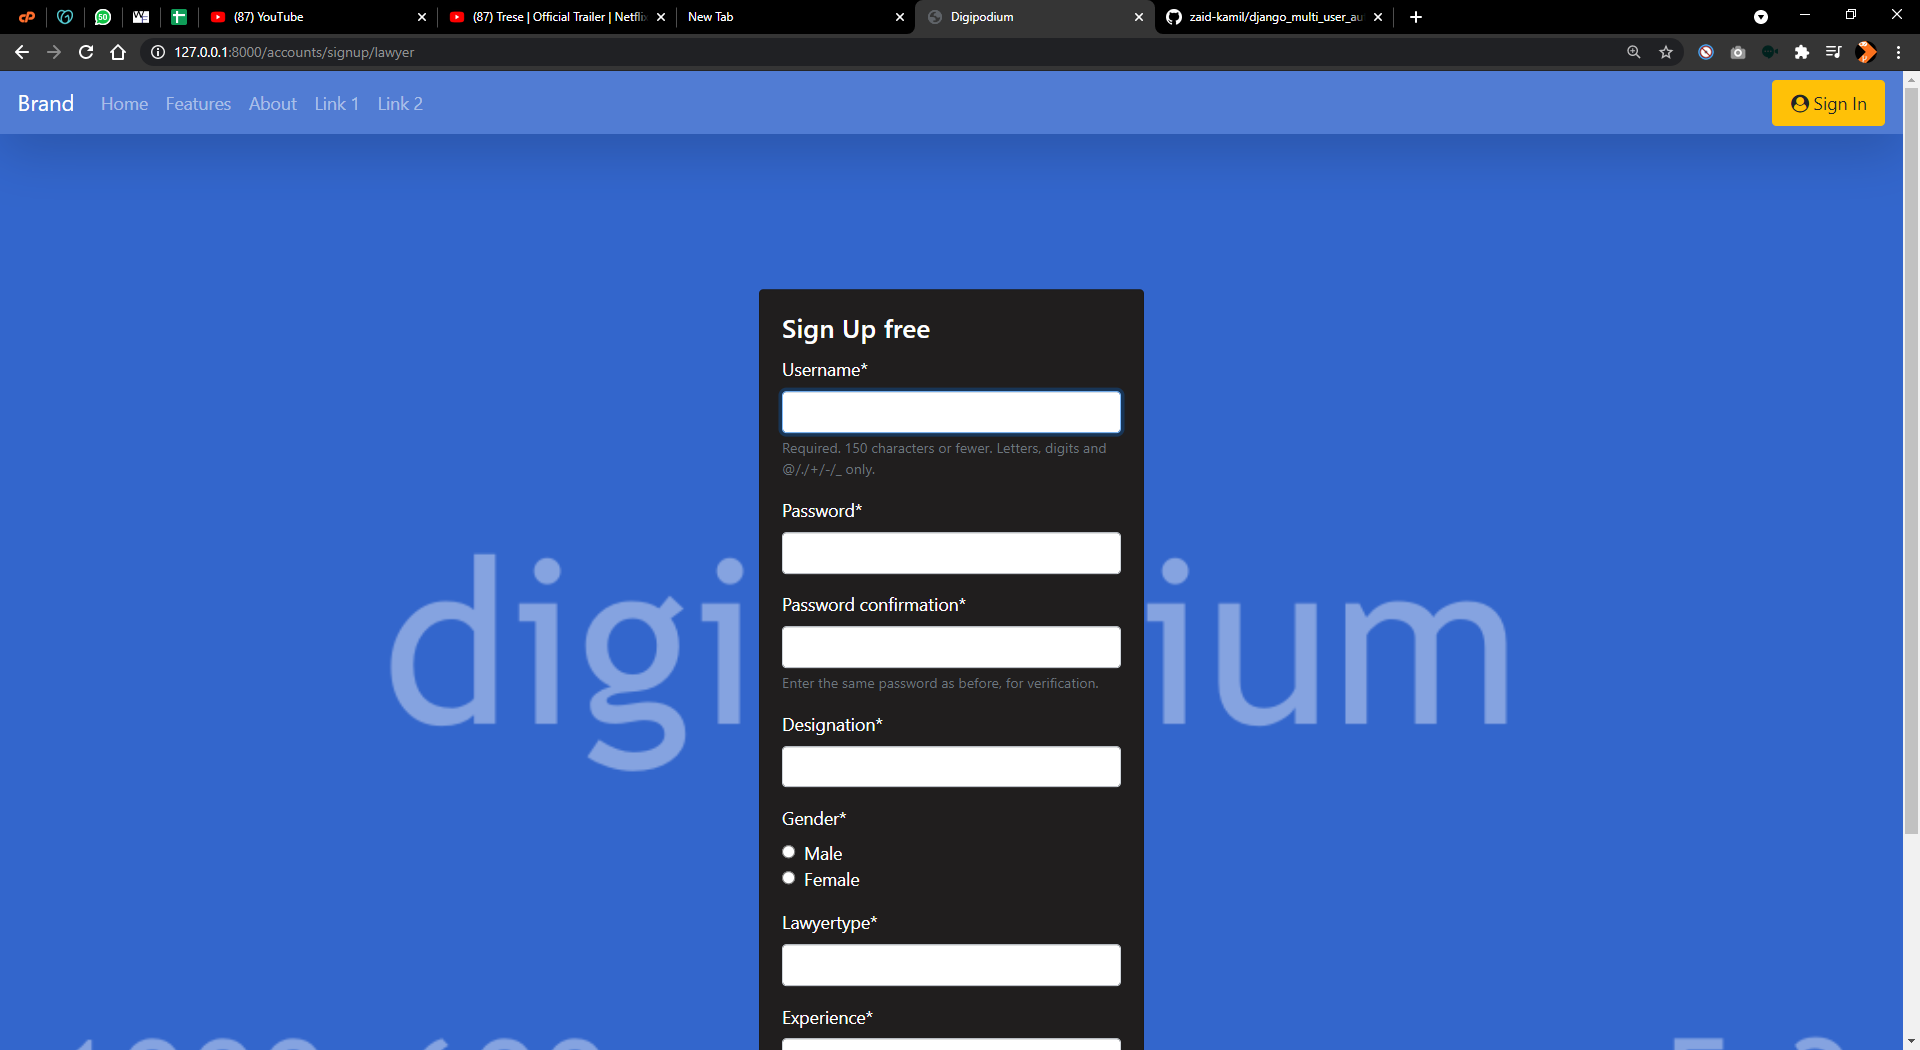 (87) YouTube
(87) Trese | Official Trailer | Netflix
New Tab
Digipodium
zaid-kamil/django_multi_user_au
127.0.0.1:8000/accounts/signup/lawyer
Brand Home Features About Link 1 Link 2
Sign In
Sign Up free
Username*
Required. 150 characters or fewer. Letters, digits and
@/./+/-/_ only.
Password*
Password confirmation*
Enter the same password as before, for verification.
digi
ium
Designation*
Gender*
Male
Female
Lawyertype*
Experience*